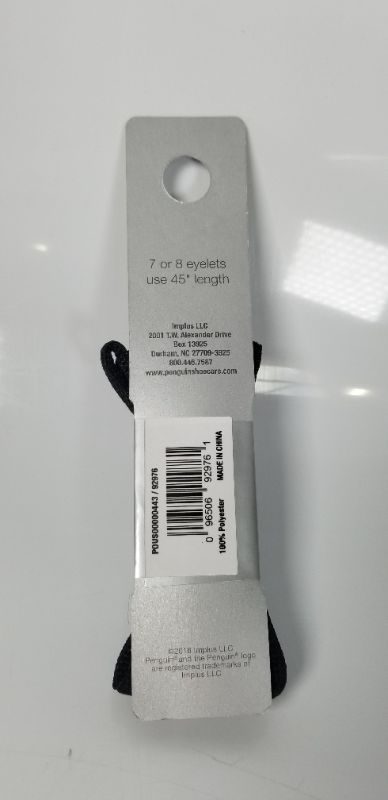 7 or 8 eyelets
use 45" length
Implus LLC
2001 T.W. Alexander Drive
Box 13925
Durham, NC 27709-3925
800.446.7587
www.penguinshoecare.com
POUS00000443 / 92976
0 96506 92976 1
100% Polyester MADE IN CHINA
©2018 Implus LLC
Penguin® and the Penguin® logo
are registered trademarks of
Implus LLC